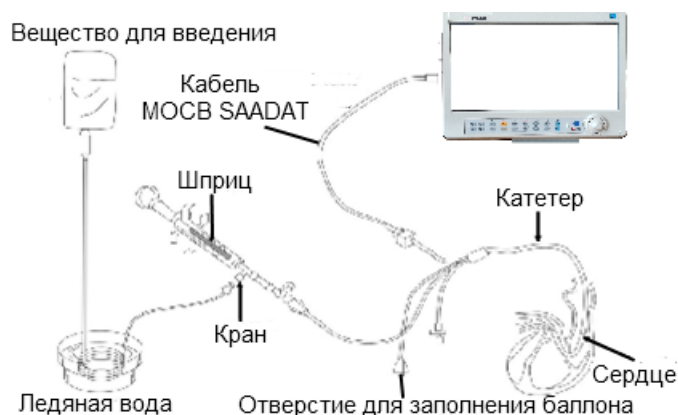 Вещество для введения
Кабель
МОСВ SAADAT
Шприц
Катетер
Кран
Сердце
Ледяная вода
Отверстие для заполнения баллона